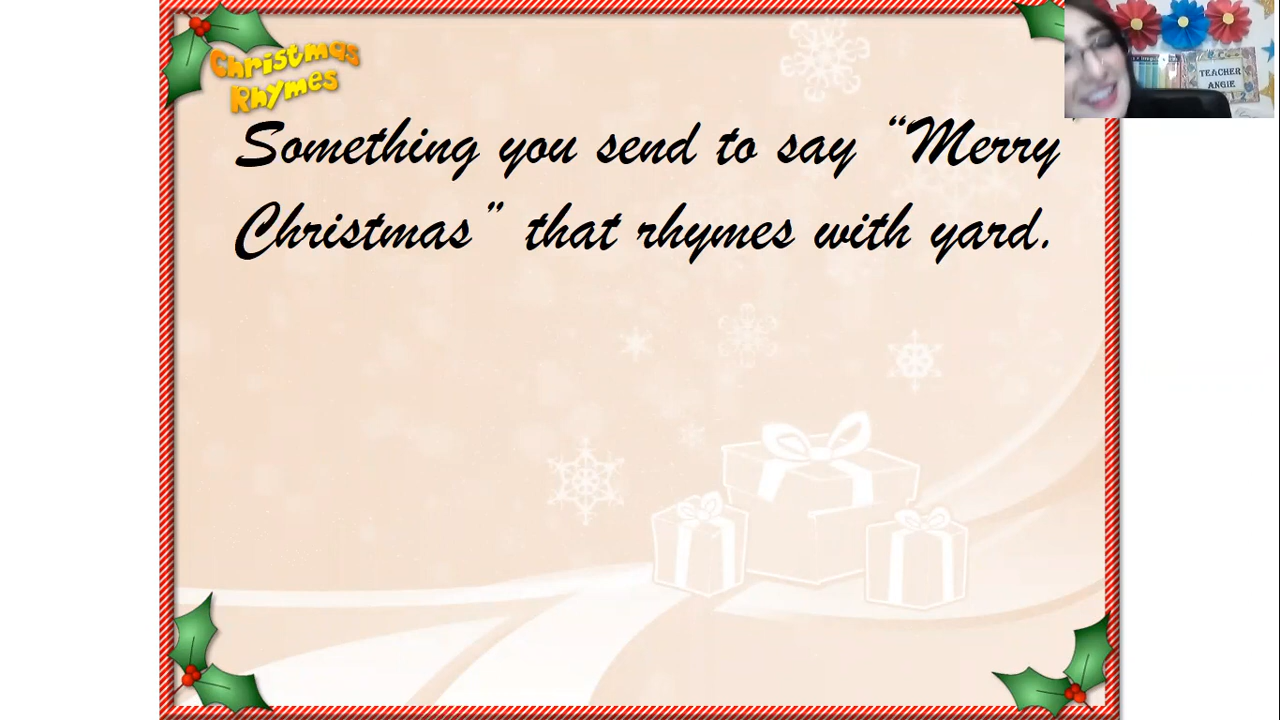 Christmas
Rhymes
Something you send to say “Merry
Christmas” that rhymes with yard.
TEACHER
ANGIE